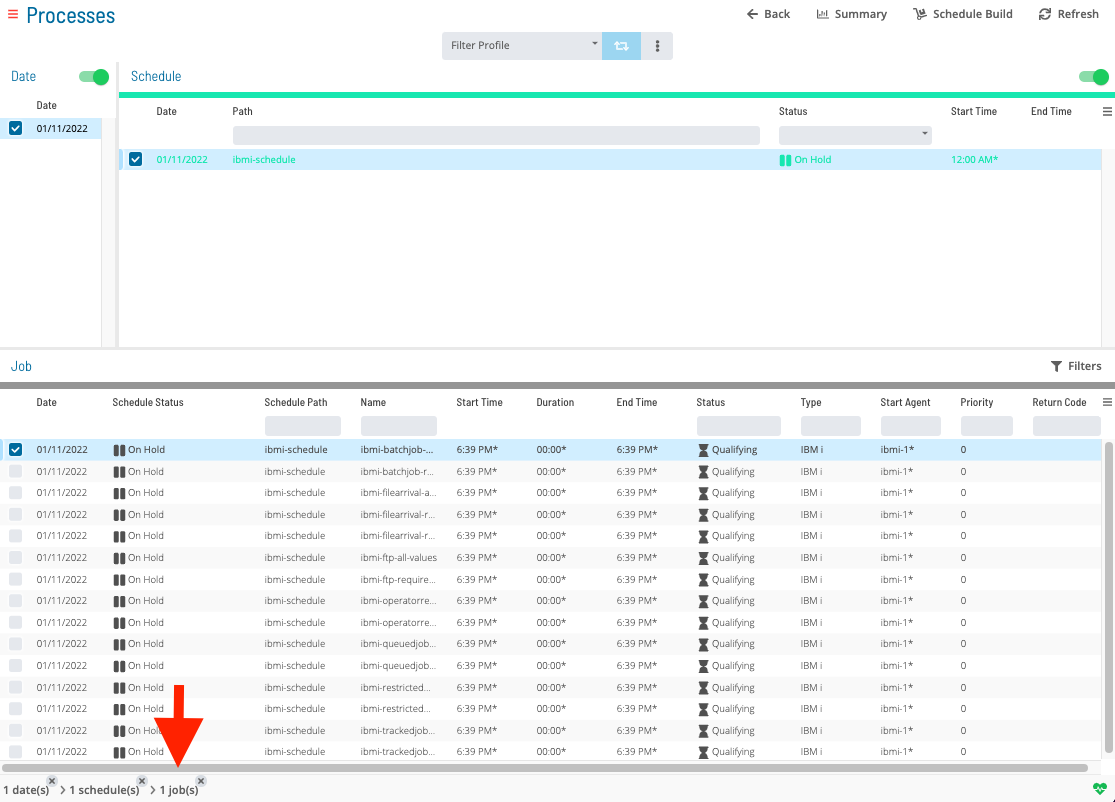 Processes
Back Summary Schedule Build Refresh
Filter Profile
Date
Date
01/11/2022
Schedule
Date Path Status Start Time End Time
01/11/2022 ibmi-schedule On Hold 12:00 AM*
Job Filters
Date Schedule Status Schedule Path Name Start Time Duration End Time Status Type Start Agent Priority Return Code
01/11/2022 On Hold ibmi-schedule ibmi-batchjob-... 6:39 PM* 00:00* 6:39 PM* Qualifying IBM i ibmi-1* 0
01/11/2022 On Hold ibmi-schedule ibmi-batchjob-r... 6:39 PM* 00:00* 6:39 PM* Qualifying IBM i ibmi-1* 0
01/11/2022 On Hold ibmi-schedule ibmi-filearrival-a... 6:39 PM* 00:00* 6:39 PM* Qualifying IBM i ibmi-1* 0
01/11/2022 On Hold ibmi-schedule ibmi-filearrival-r... 6:39 PM* 00:00* 6:39 PM* Qualifying IBM i ibmi-1* 0
01/11/2022 On Hold ibmi-schedule ibmi-filearrival-r... 6:39 PM* 00:00* 6:39 PM* Qualifying IBM i ibmi-1* 0
01/11/2022 On Hold ibmi-schedule ibmi-ftp-all-values 6:39 PM* 00:00* 6:39 PM* Qualifying IBM i ibmi-1* 0
01/11/2022 On Hold ibmi-schedule ibmi-ftp-require... 6:39 PM* 00:00* 6:39 PM* Qualifying IBM i ibmi-1* 0
01/11/2022 On Hold ibmi-schedule ibmi-operatorre... 6:39 PM* 00:00* 6:39 PM* Qualifying IBM i ibmi-1* 0
01/11/2022 On Hold ibmi-schedule ibmi-operatorre... 6:39 PM* 00:00* 6:39 PM* Qualifying IBM i ibmi-1* 0
01/11/2022 On Hold ibmi-schedule ibmi-queuedjob... 6:39 PM* 00:00* 6:39 PM* Qualifying IBM i ibmi-1* 0
01/11/2022 On Hold ibmi-schedule ibmi-queuedjob... 6:39 PM* 00:00* 6:39 PM* Qualifying IBM i ibmi-1* 0
01/11/2022 On Hold ibmi-schedule ibmi-restricted... 6:39 PM* 00:00* 6:39 PM* Qualifying IBM i ibmi-1* 0
01/11/2022 On Hold ibmi-schedule ibmi-restricted... 6:39 PM* 00:00* 6:39 PM* Qualifying IBM i ibmi-1* 0
01/11/2022 On Hold ibmi-schedule ibmi-trackedjob... 6:39 PM* 00:00* 6:39 PM* Qualifying IBM i ibmi-1* 0
01/11/2022 On Hold ibmi-schedule ibmi-trackedjob... 6:39 PM* 00:00* 6:39 PM* Qualifying IBM i ibmi-1* 0
1 date(s) > 1 schedule(s) > 1 job(s)